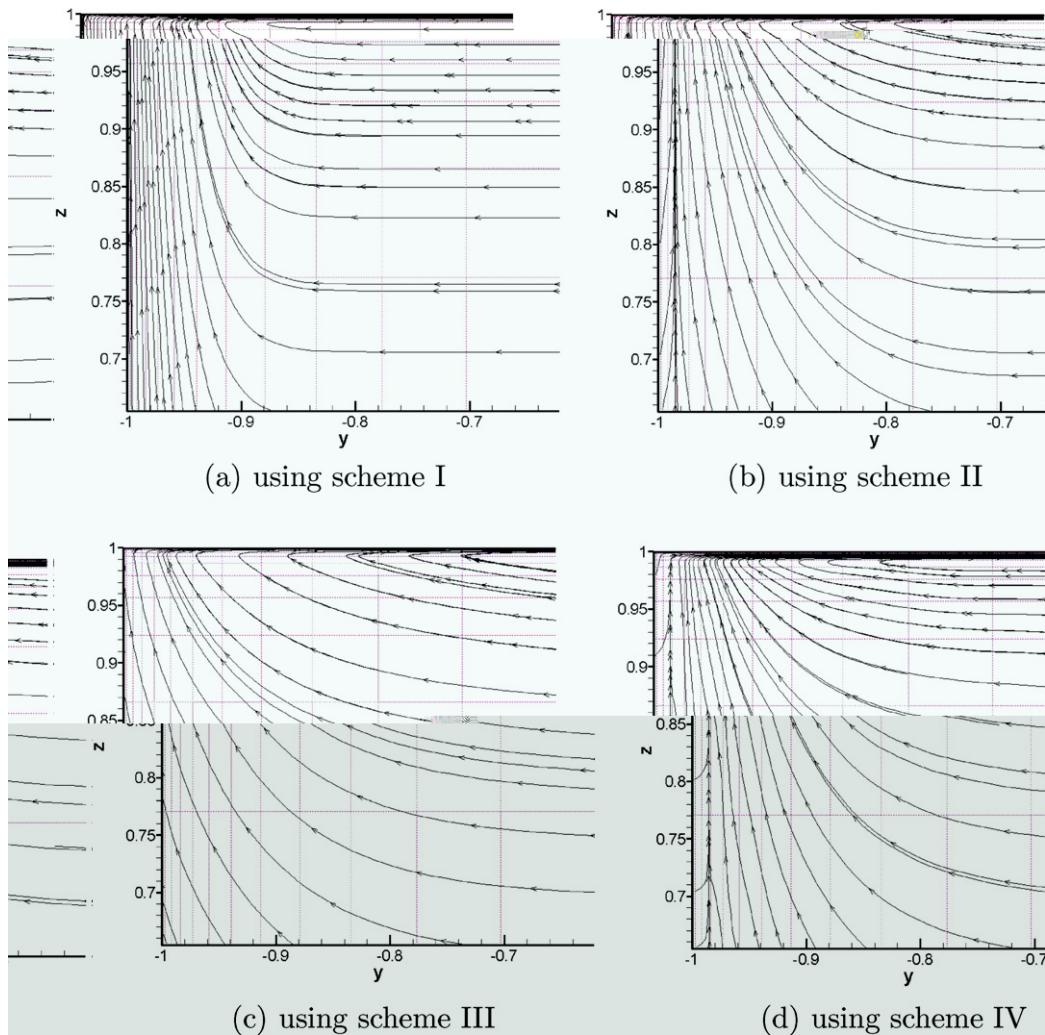 1
0.95
0.9
0.85
z
0.8
0.75
0.7
-1 -0.9 -0.8 -0.7
y
(a) using scheme I
1
0.95
0.9
0.85
z
0.8
0.75
0.7
-1 -0.9 -0.8 -0.7
y
(b) using scheme II
1
0.95
0.9
0.85
z
0.8
0.75
0.7
-1 -0.9 -0.8 -0.7
y
(c) using scheme III
1
0.95
0.9
0.85
z
0.8
0.75
0.7
-1 -0.9 -0.8 -0.7
y
(d) using scheme IV